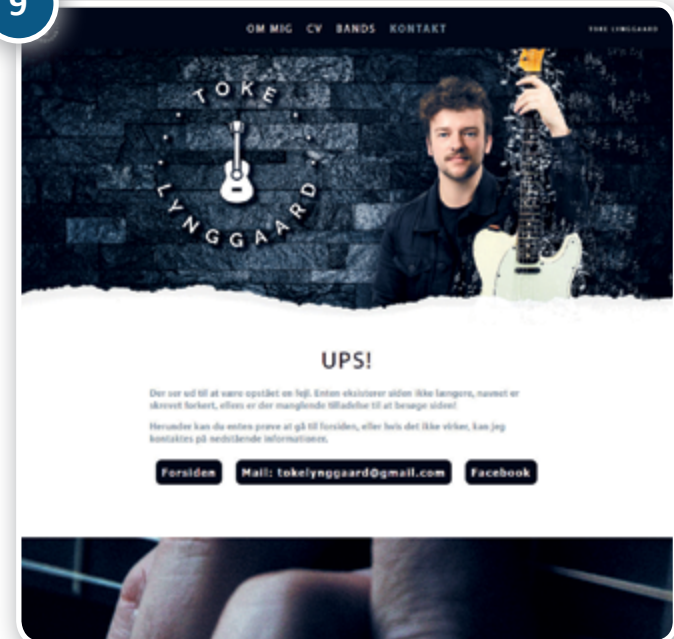 9
OM MIG CV BANDS KONTAKT
TOKE LYNGGAARD
TOKE
LYNGGAARD
UPS!
Der ser ud til at være opstået en fejl. Enten eksisterer siden ikke længere, navnet er
skrevet forkert, ellers er der manglende tilladelse til at besøge siden!
Herunder kan du enten prøve at gå til forsiden, eller hvis det ikke virker, kan jeg
kontaktes på nedstående informationer.
Forsiden Mail: tokelynggaard@gmail.com Facebook